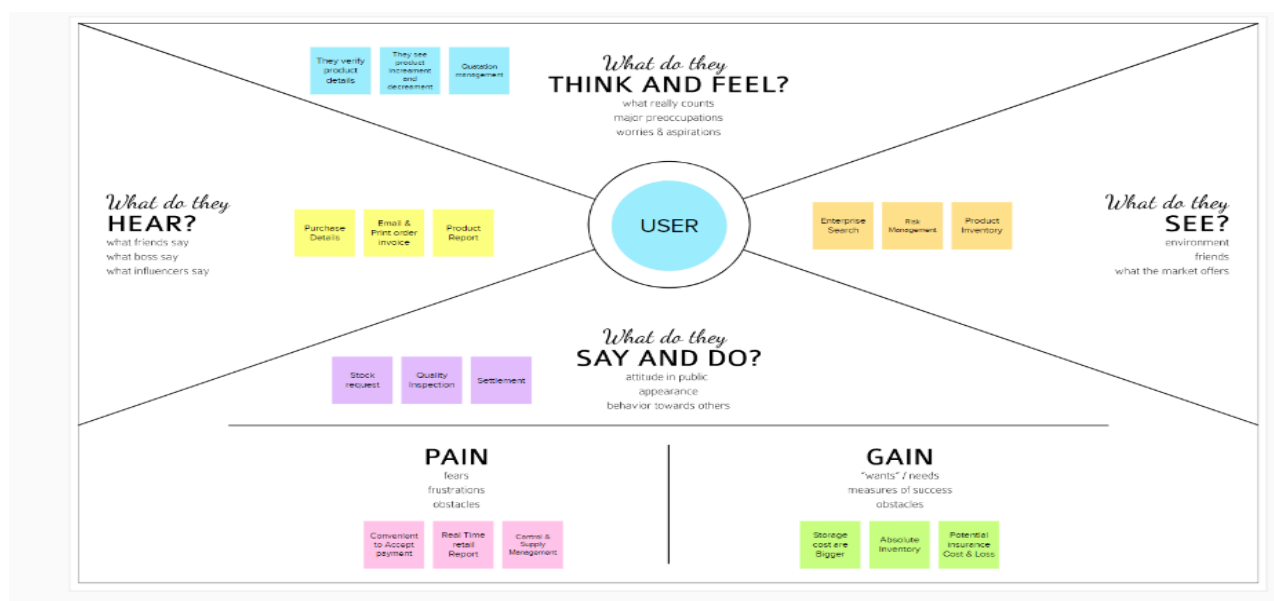 They verify
product
details
They see
product
increament
and
decreament
Quotation
management
What do they
THINK AND FEEL?
what really counts
major preoccupations
worries & aspirations
What do they
HEAR?
what friends say
what boss say
what influencers say
Purchase
Details
Email &
Print order
invoice
Product
Report
USER
Enterprise
Search
Risk
Management
Product
Inventory
What do they
SEE?
environment
friends
what the market offers
What do they
SAY AND DO?
attitude in public
appearance
behavior towards others
Stock
request
Quality
Inspection
Settlement
PAIN
fears
frustrations
obstacles
Convenient
to Accept
payment
Real Time
retail
Report
Control &
Supply
Management
GAIN
"wants" / needs
measures of success
obstacles
Storage
cost are
Bigger
Absolute
Inventory
Potential
insurance
Cost & Loss